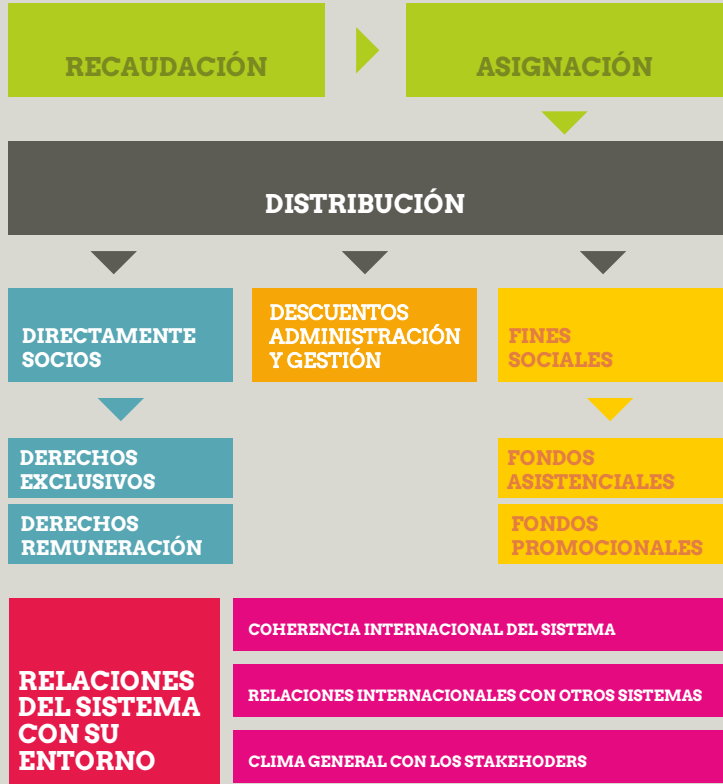 RECAUDACIÓN
ASIGNACIÓN
DISTRIBUCIÓN
DIRECTAMENTE
SOCIOS
DESCUENTOS
ADMINISTRACIÓN
Y GESTIÓN
FINES
SOCIALES
DERECHOS
EXCLUSIVOS
DERECHOS
REMUNERACIÓN
FONDOS
ASISTENCIALES
FONDOS
PROMOCIONALES
RELACIONES
DEL SISTEMA
CON SU
ENTORNO
COHERENCIA INTERNACIONAL DEL SISTEMA
RELACIONES INTERNACIONALES CON OTROS SISTEMAS
CLIMA GENERAL CON LOS STAKEHODERS